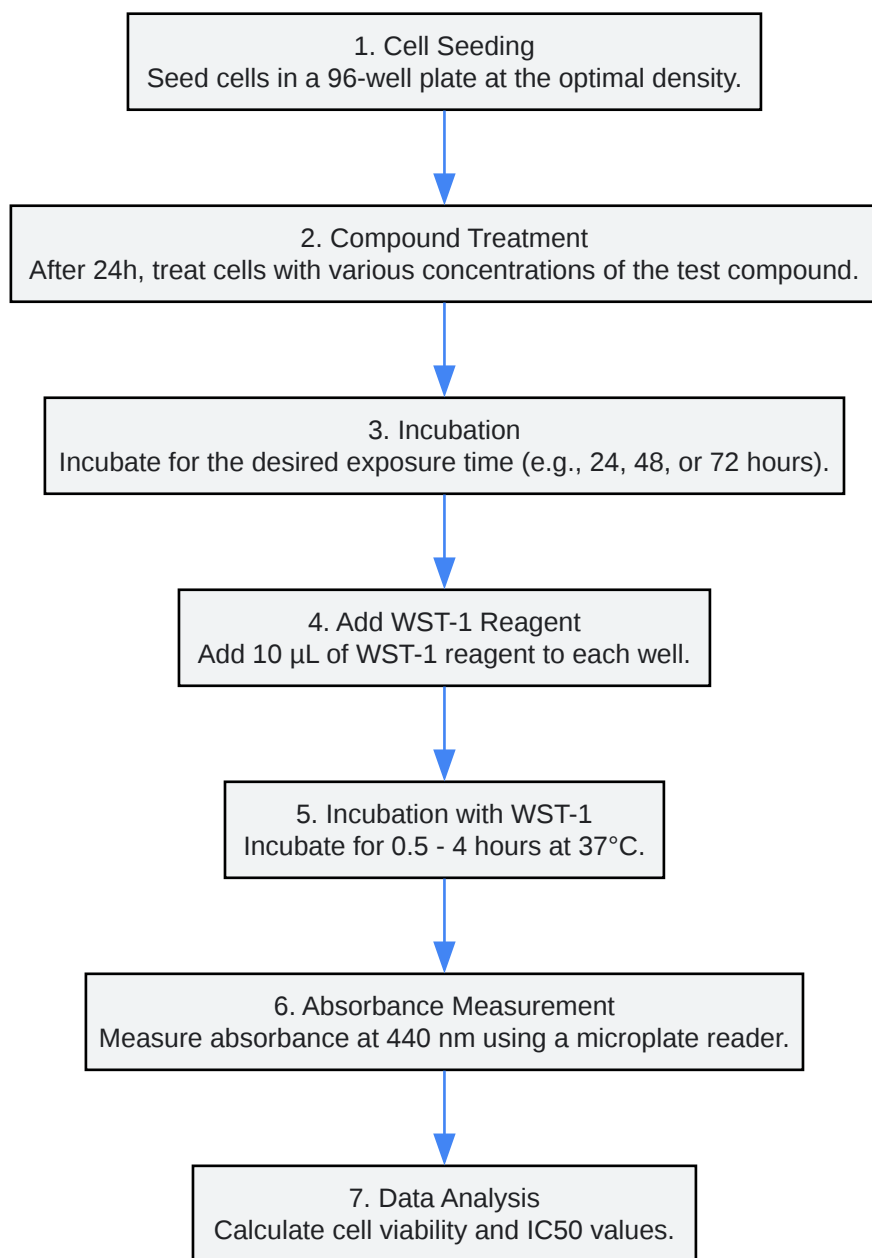 1. Cell Seeding
Seed cells in a 96-well plate at the optimal density.
2. Compound Treatment
After 24h, treat cells with various concentrations of the test compound.
3. Incubation
Incubate for the desired exposure time (e.g., 24, 48, or 72 hours).
4. Add WST-1 Reagent
Add 10 µL of WST-1 reagent to each well.
5. Incubation with WST-1
Incubate for 0.5 - 4 hours at 37°C.
6. Absorbance Measurement
Measure absorbance at 440 nm using a microplate reader.
7. Data Analysis
Calculate cell viability and IC50 values.